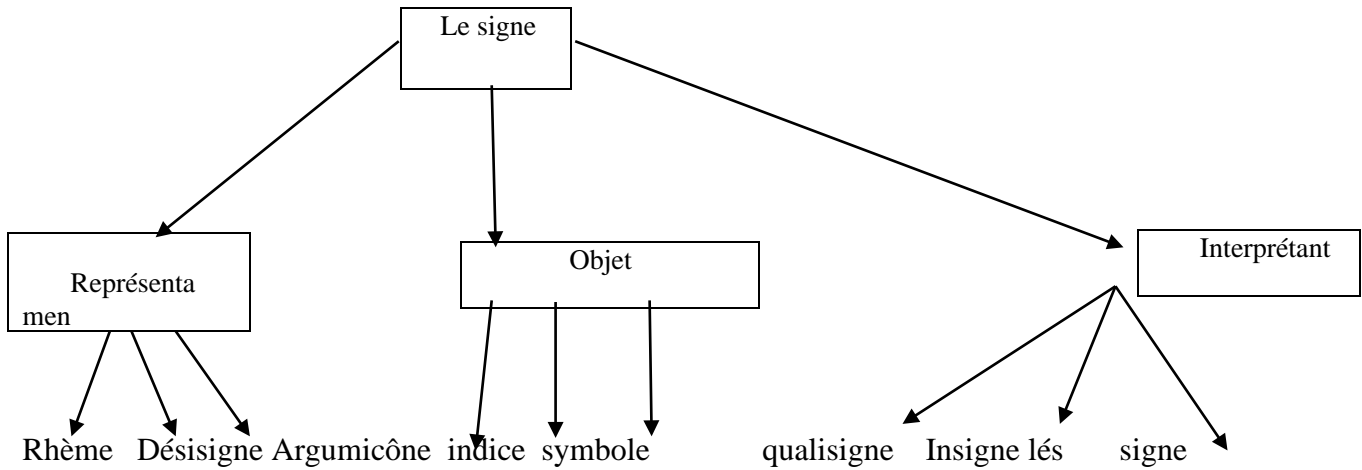 Le signe
Représenta
men
Objet
Interprétant
Rhème Désisigne Argumicône indice symbole qualisigne Insigne lés signe